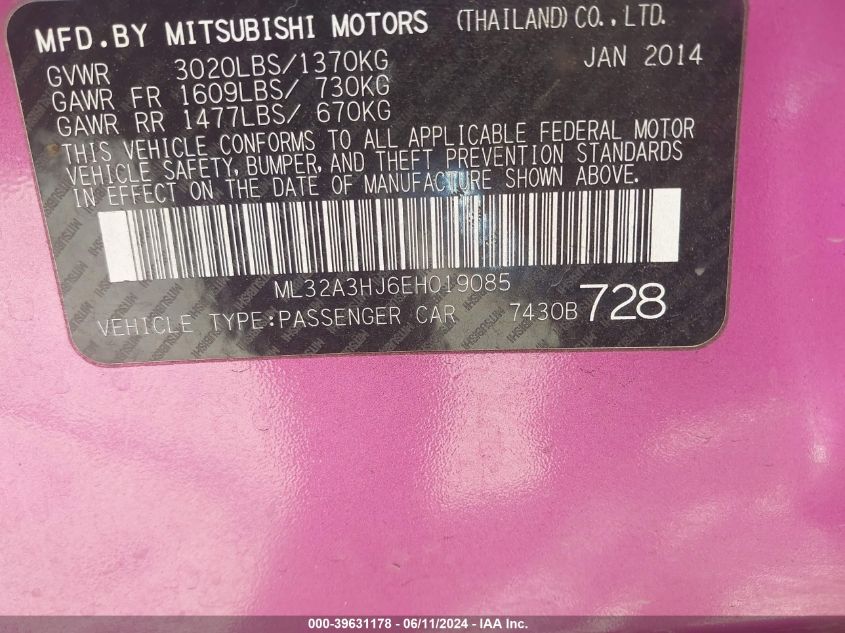 MFD.BY MITSUBISHI MOTORS (THAILAND) CO.,LTD.
GVWR 3020LBS/1370KG JAN 2014
GAWR FR 1609LBS/ 730KG
GAWR RR 1477LBS/ 670KG
THIS VEHICLE CONFORMS TO ALL APPLICABLE FEDERAL MOTOR
VEHICLE SAFETY, BUMPER, AND THEFT PREVENTION STANDARDS
IN EFFECT ON THE DATE OF MANUFACTURE SHOWN ABOVE.
ML32A3HJ6EH019085
VEHICLE TYPE:PASSENGER CAR 7430B 728
000-39631178 - 06/11/2024 - IAA Inc.